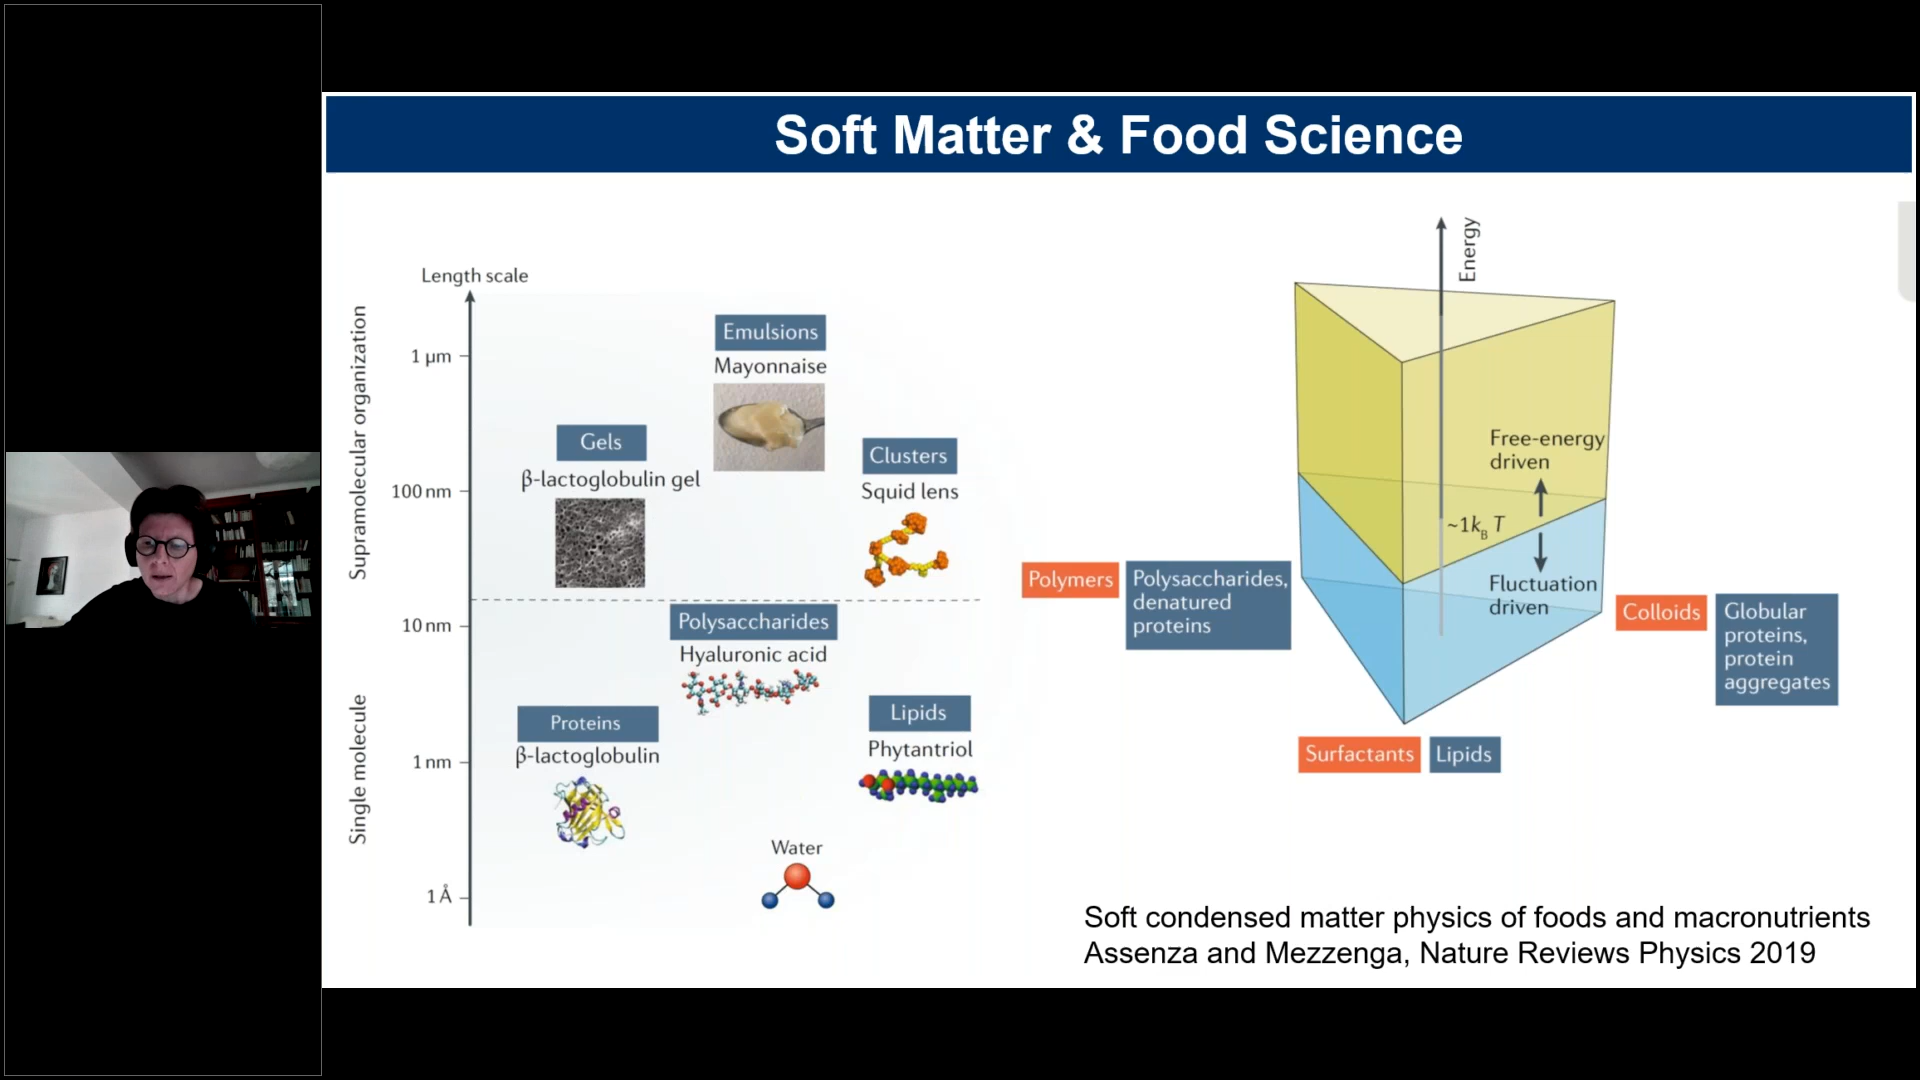 Soft Matter & Food Science
Length scale
Supramolecular organization
Single molecule
1 µm
100 nm
10 nm
1 nm
1 Å
Emulsions
Mayonnaise
Gels
β-lactoglobulin gel
Clusters
Squid lens
Polysaccharides
Hyaluronic acid
Proteins
β-lactoglobulin
Lipids
Phytantriol
Water
Energy
Free-energy
driven
~1k_B T
Fluctuation
driven
Polymers
Polysaccharides,
denatured
proteins
Colloids
Globular
proteins,
protein
aggregates
Surfactants
Lipids
Soft condensed matter physics of foods and macronutrients
Assenza and Mezzenga, Nature Reviews Physics 2019